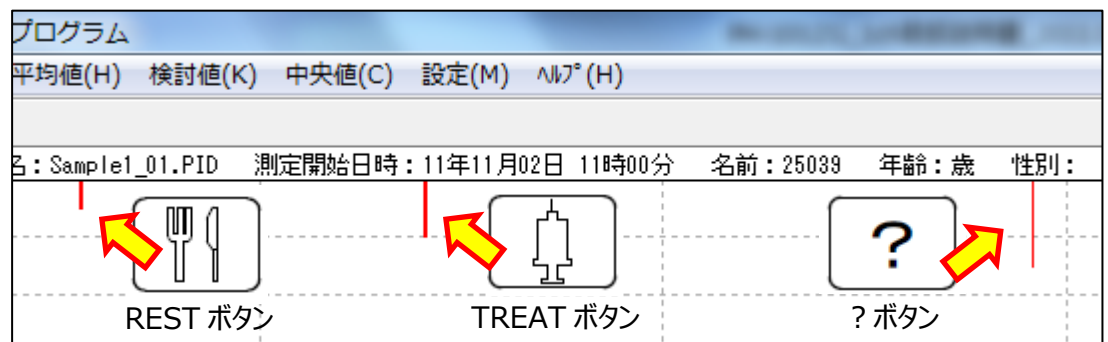 プログラム
平均値(H) 検討値(K) 中央値(C) 設定(M) ﾍﾙﾌﾟ(H)
名：Sample1_01.PID 測定開始日時：11年11月02日 11時00分 名前：25039 年齢：歳 性別：
?
REST ボタン TREAT ボタン ? ボタン